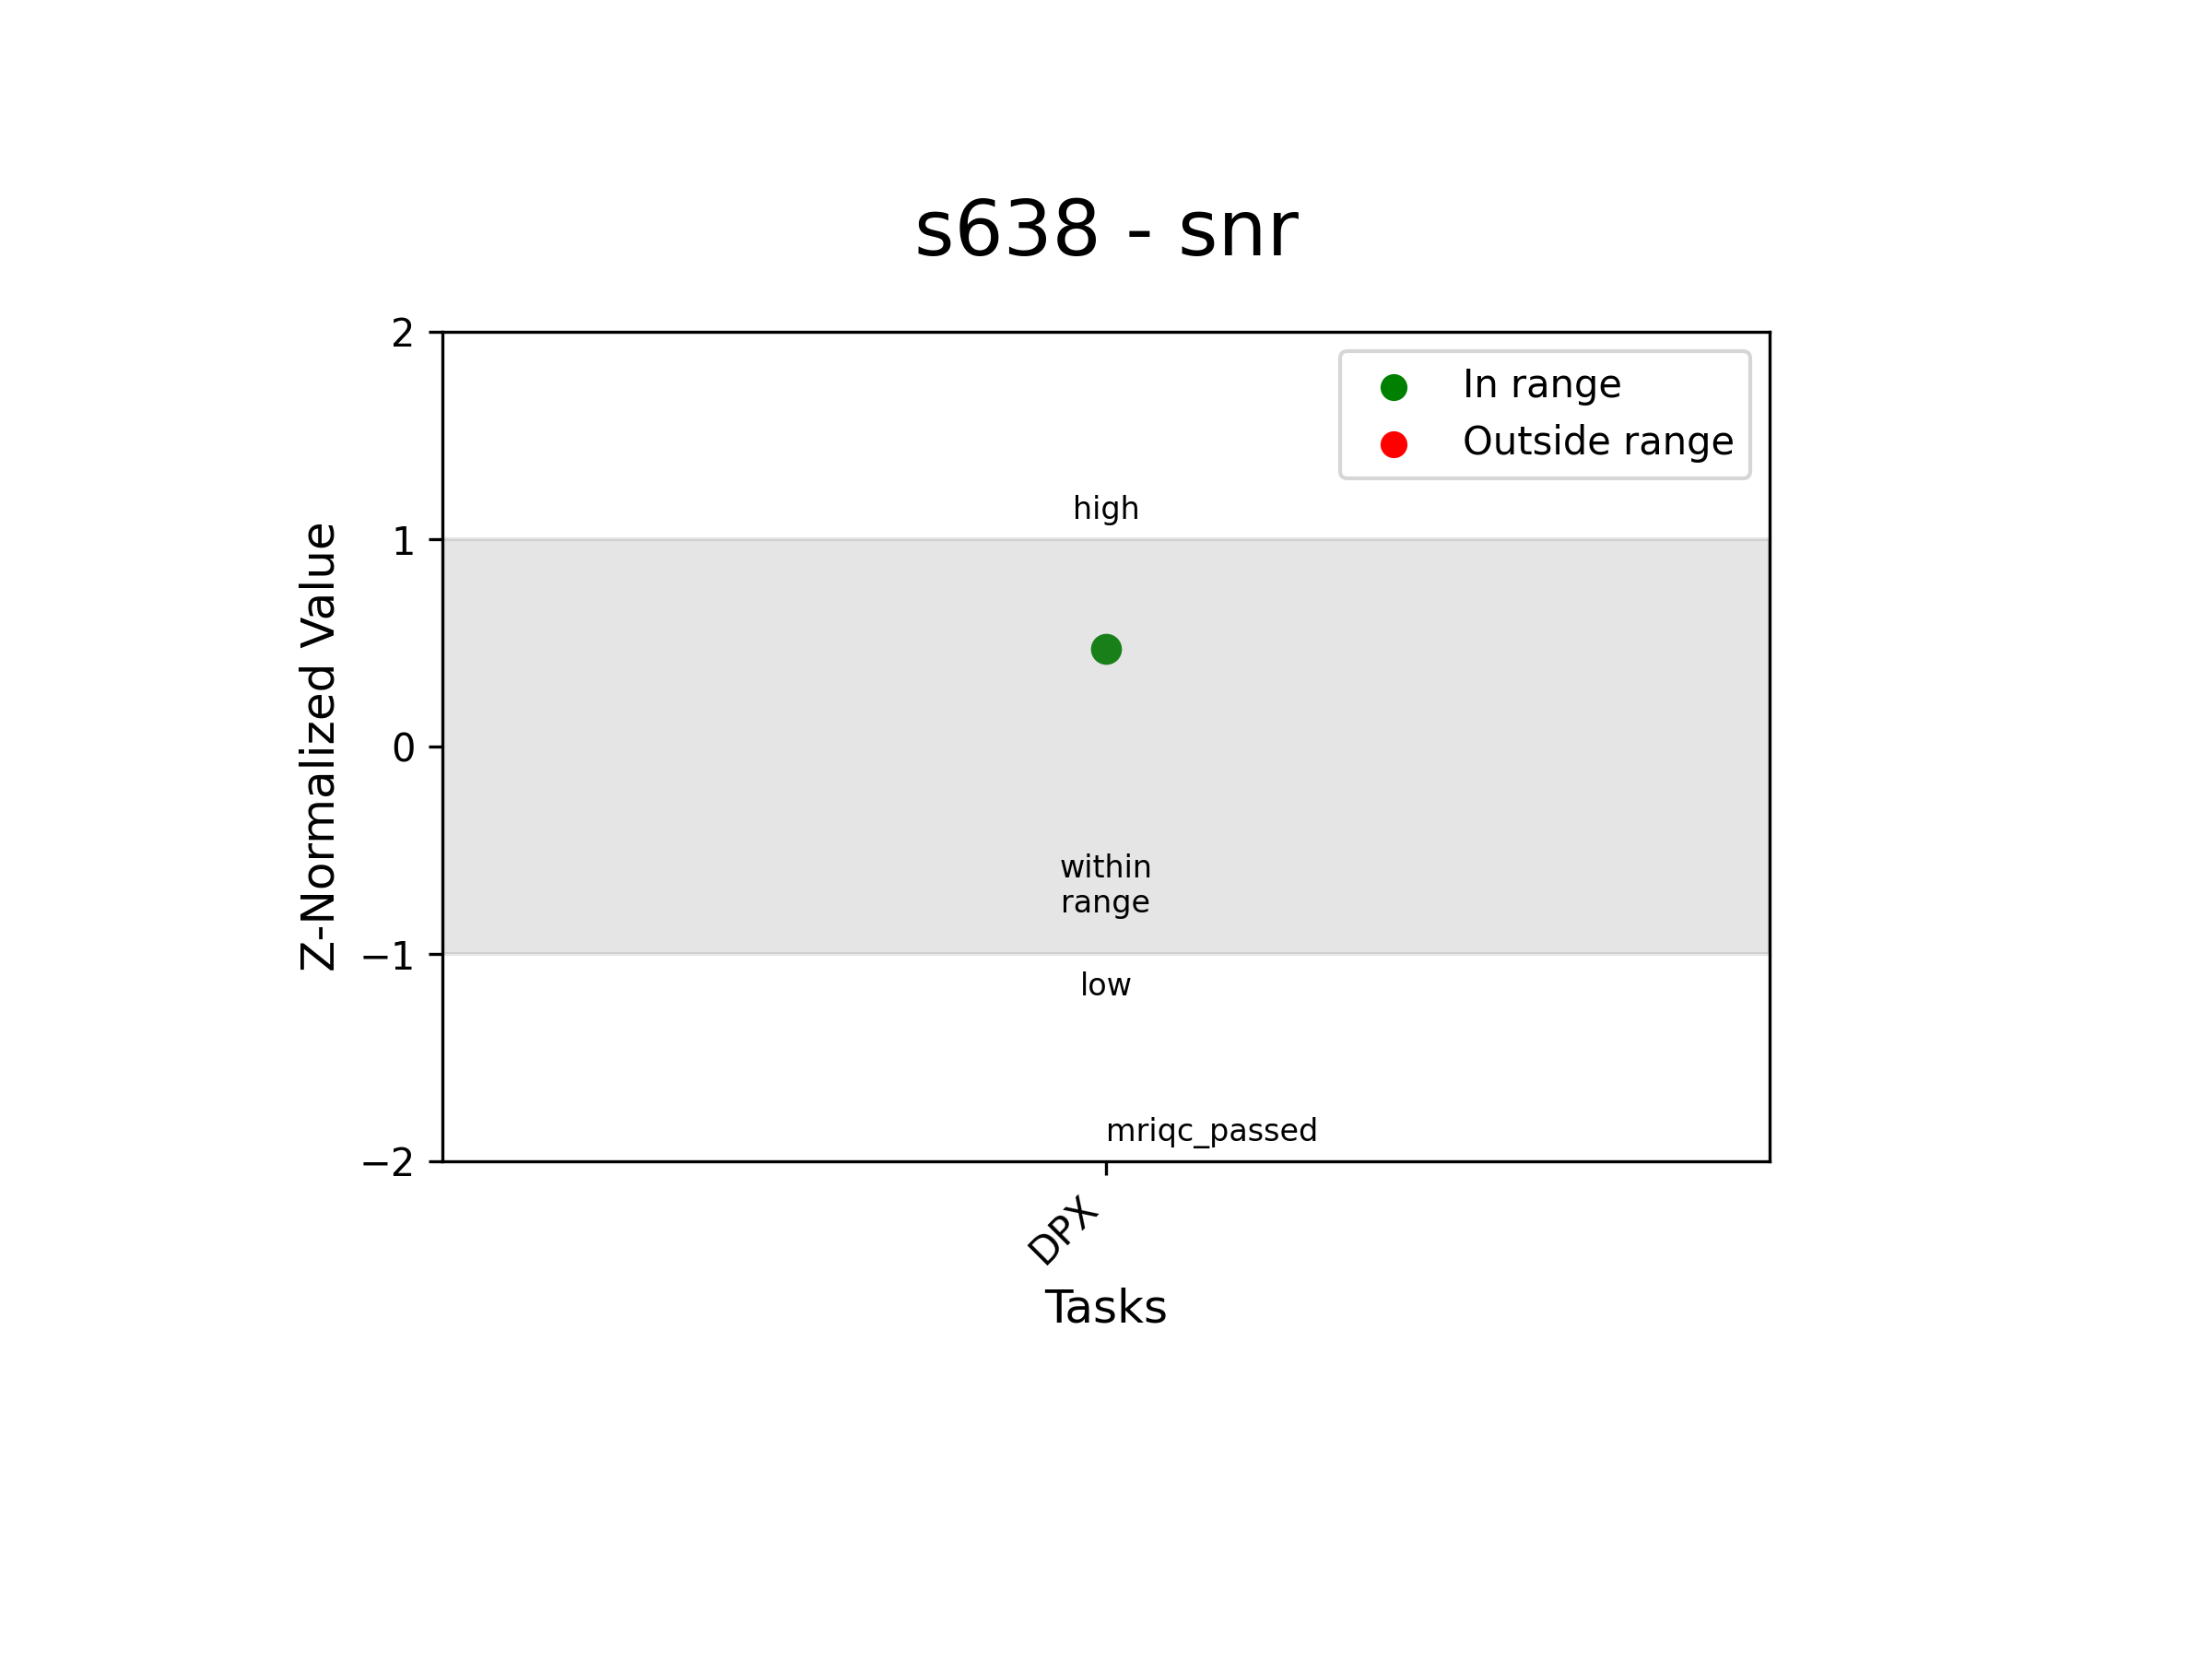 s638 - snr
2
In range
Outside range
high
1
0
within
range
−1
low
mriqc_passed
−2
Z-Normalized Value
DPX
Tasks